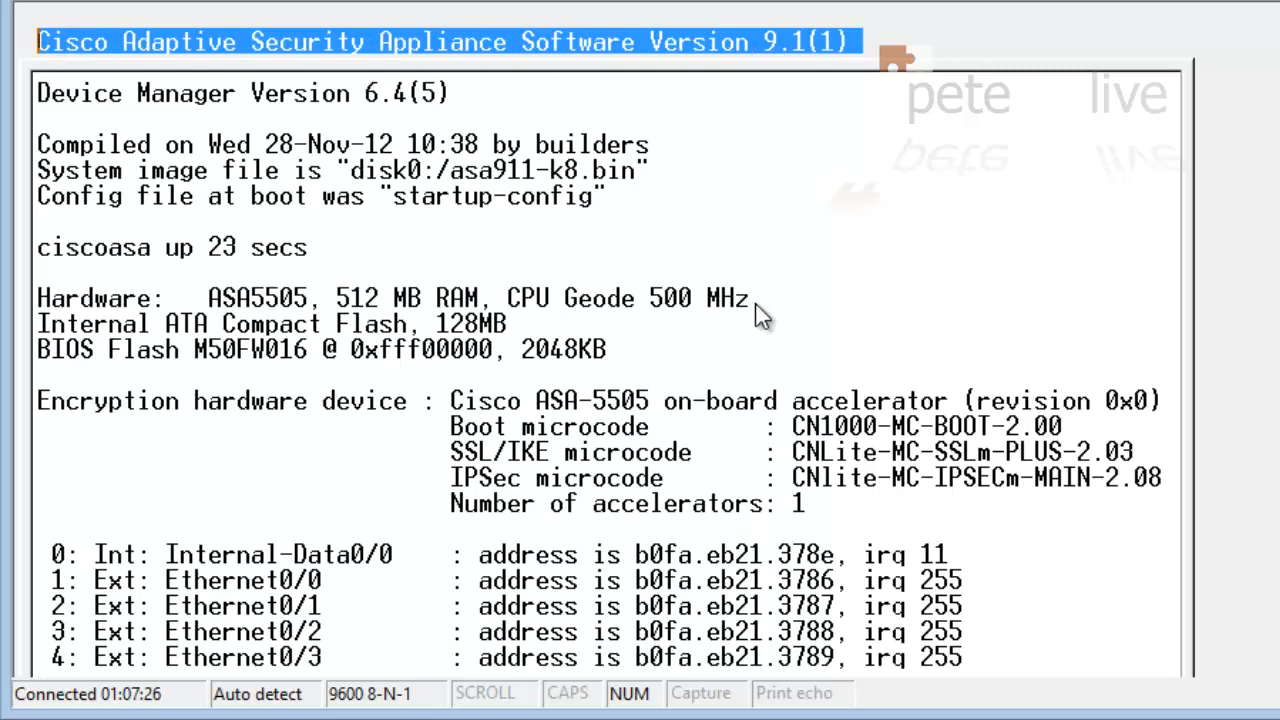 Cisco Adaptive Security Appliance Software Version 9.1(1)
pete live
Device Manager Version 6.4(5)
Compiled on Wed 28-Nov-12 10:38 by builders
System image file is "disk0:/asa911-k8.bin"
Config file at boot was "startup-config"
ciscoasa up 23 secs
Hardware:   ASA5505, 512 MB RAM, CPU Geode 500 MHz
Internal ATA Compact Flash, 128MB
BIOS Flash M50FW016 @ 0xfff00000, 2048KB
Encryption hardware device : Cisco ASA-5505 on-board accelerator (revision 0x0)
Boot microcode        : CN1000-MC-BOOT-2.00
SSL/IKE microcode     : CNLite-MC-SSLm-PLUS-2.03
IPSec microcode       : CNlite-MC-IPSECm-MAIN-2.08
Number of accelerators: 1
0: Int: Internal-Data0/0    : address is b0fa.eb21.378e, irq 11
1: Ext: Ethernet0/0         : address is b0fa.eb21.3786, irq 255
2: Ext: Ethernet0/1         : address is b0fa.eb21.3787, irq 255
3: Ext: Ethernet0/2         : address is b0fa.eb21.3788, irq 255
4: Ext: Ethernet0/3         : address is b0fa.eb21.3789, irq 255
Connected 01:07:26 Auto detect 9600 8-N-1 SCROLL CAPS NUM Capture Print echo